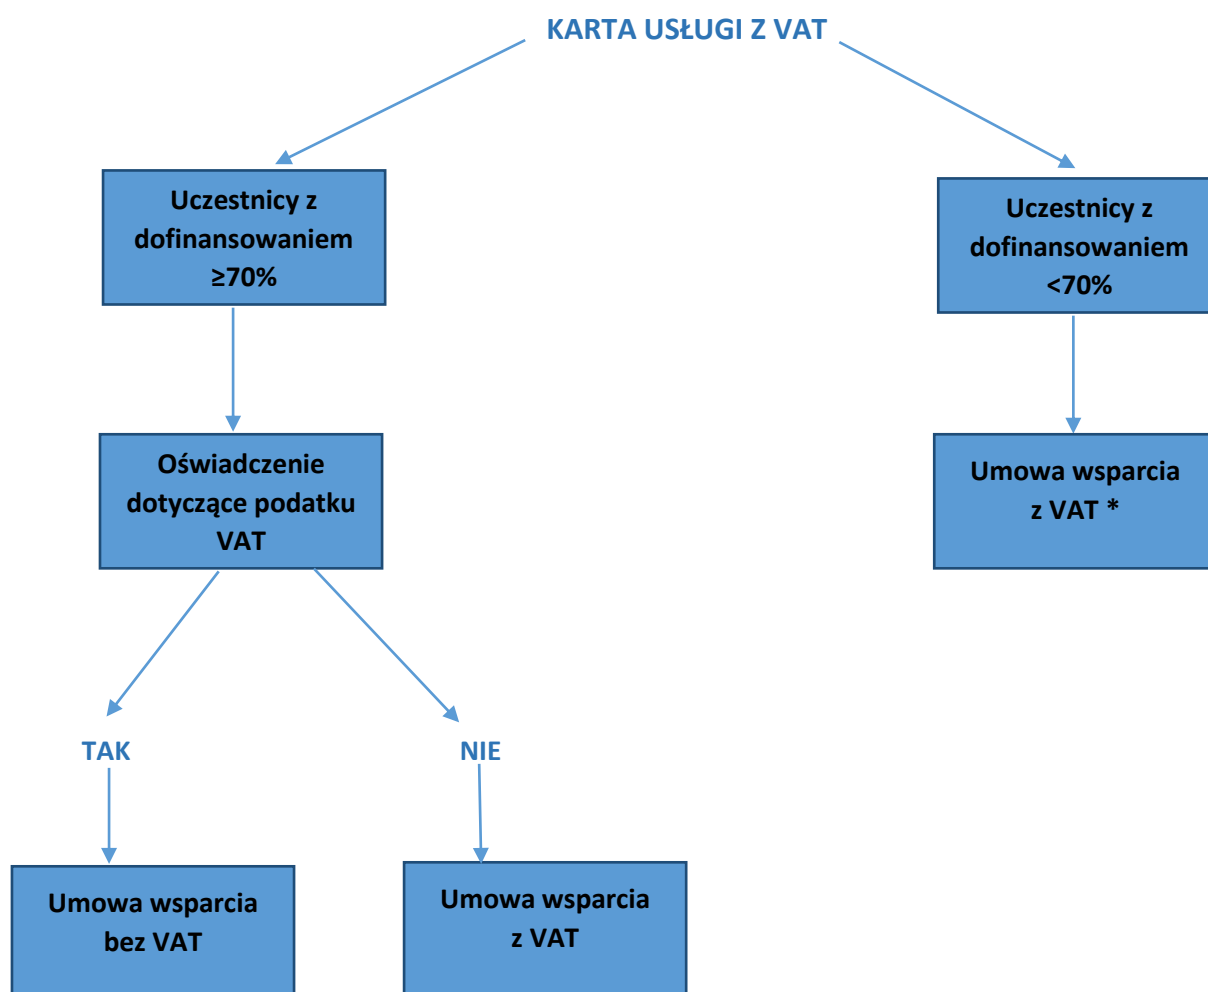 KARTA USŁUGI Z VAT
Uczestnicy z
dofinansowaniem
≥70%
Uczestnicy z
dofinansowaniem
<70%
Oświadczenie
dotyczące podatku
VAT
Umowa wsparcia
z VAT *
TAK
NIE
Umowa wsparcia
bez VAT
Umowa wsparcia
z VAT